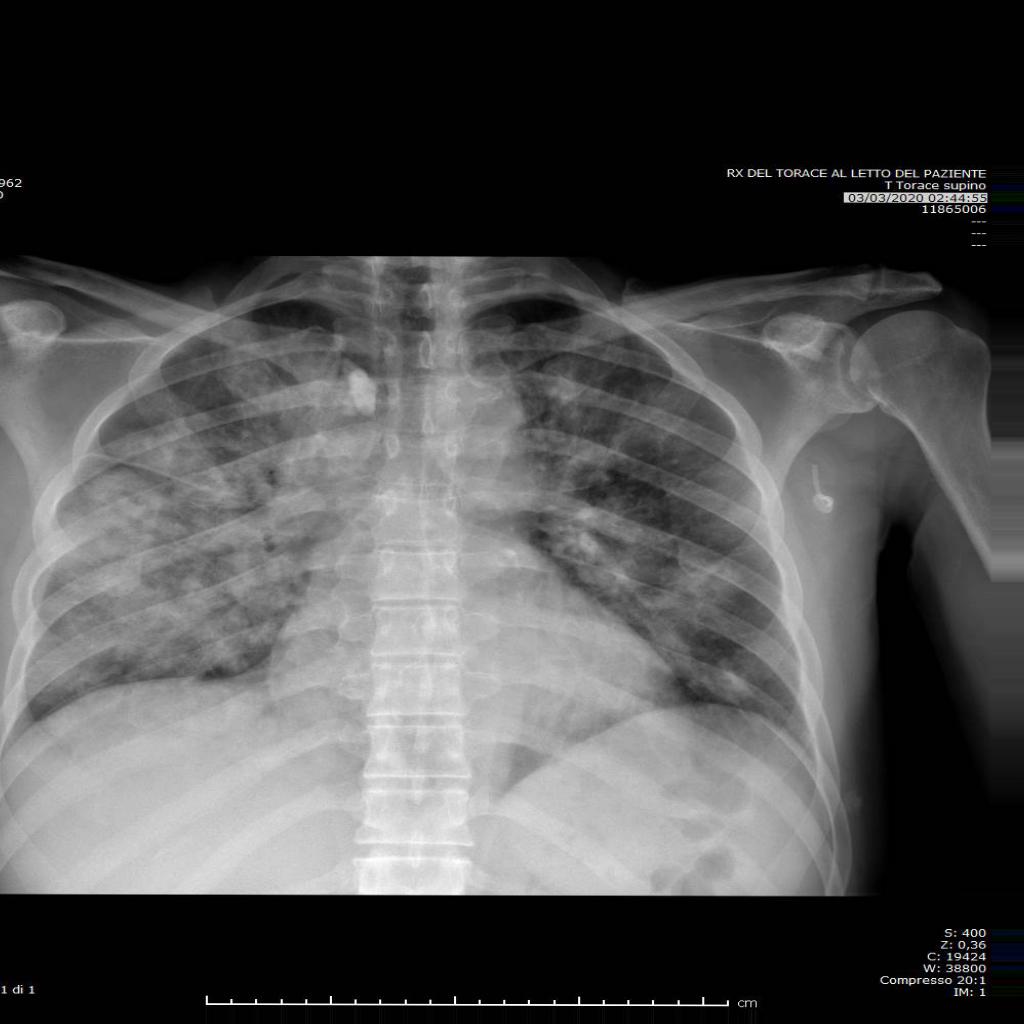 962
RX DEL TORACE AL LETTO DEL PAZIENTE
T Torace supino
03/03/2020 02:44:55
11865006
---
---
---
S: 400
Z: 0,36
C: 19424
W: 38800
Compresso 20:1
IM: 1
1 di 1
cm